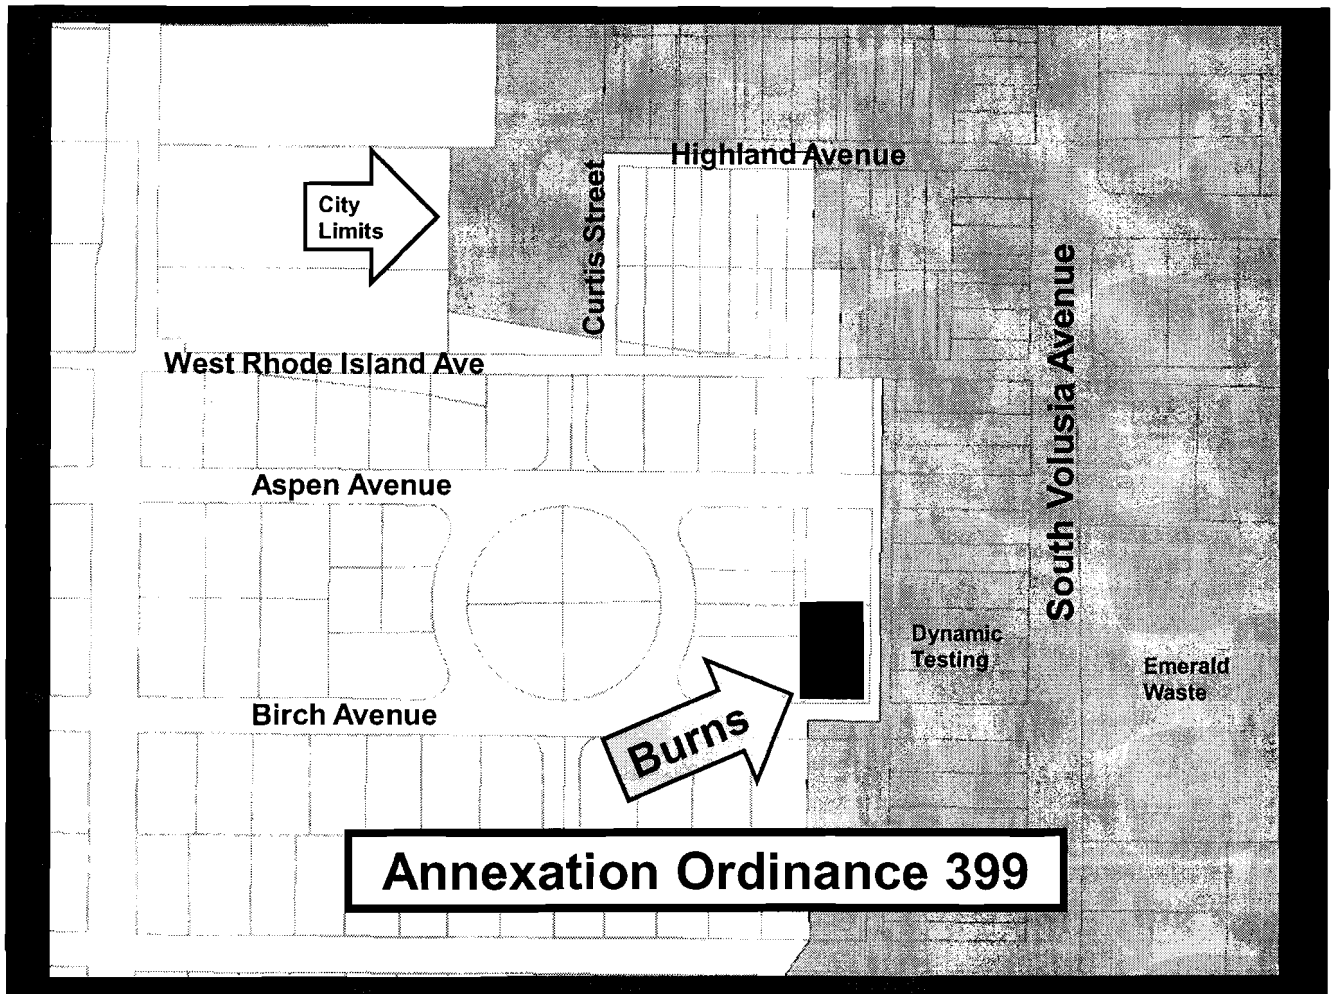 Highland Avenue
City
Limits
Curtis Street
South Volusia Avenue
West Rhode Island Ave
Aspen Avenue
Dynamic
Testing
Emerald
Waste
Birch Avenue
Burns
Annexation Ordinance 399